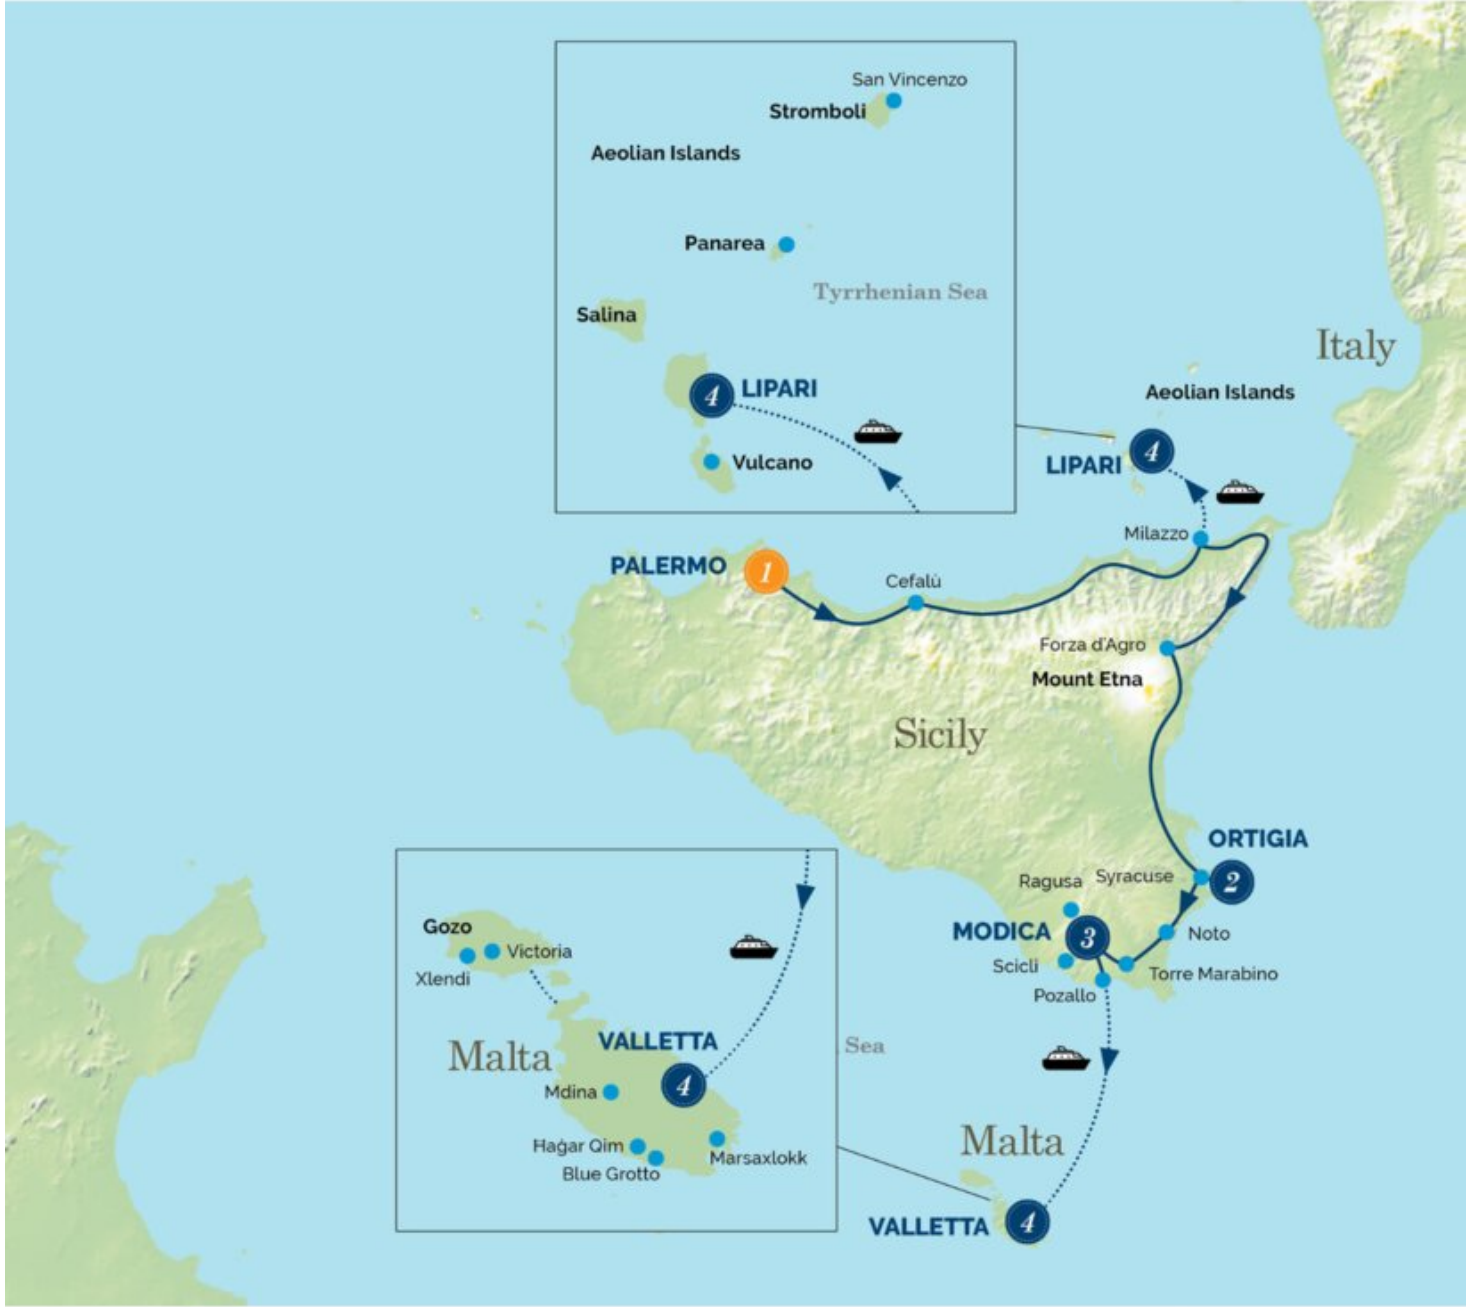 San Vincenzo
Stromboli
Aeolian Islands
Panarea
Tyrrhenian Sea
Salina
4 LIPARI
Vulcano
Italy
Aeolian Islands
LIPARI 4
Milazzo
PALERMO 1
Cefalù
Forza d'Agro
Mount Etna
Sicily
ORTIGIA
Ragusa
Syracuse 2
MODICA 3
Noto
Scicli
Torre Marabino
Pozallo
Gozo
Victoria
Xlendi
Malta
VALLETTA
4
Mdina
Haġar Qim
Blue Grotto
Marsaxlokk
Sea
Malta
VALLETTA 4